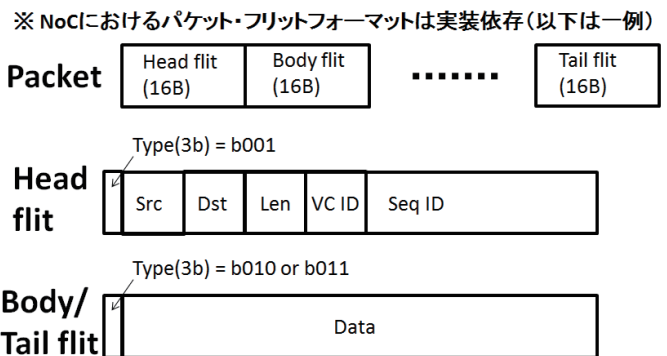 ※ NoCにおけるパケット・フリットフォーマットは実装依存(以下は一例)
Packet
Head flit
(16B)
Body flit
(16B)
.......
Tail flit
(16B)
Type(3b) = b001
Head
flit
Src
Dst
Len
VC ID
Seq ID
Type(3b) = b010 or b011
Body/
Tail flit
Data